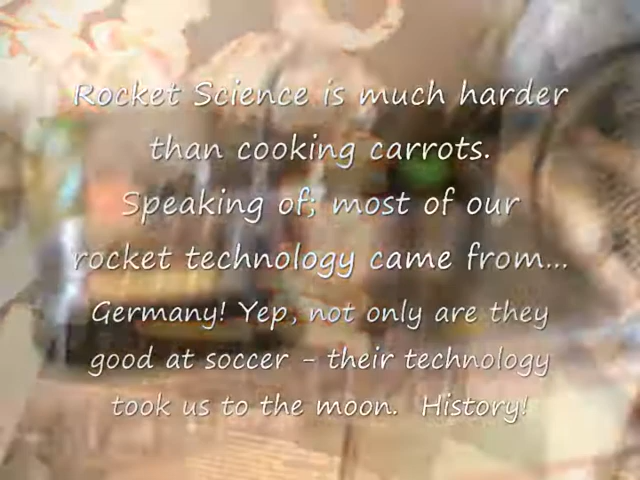 Rocket Science is much harder
than cooking carrots.
Speaking of; most of our
rocket technology came from...
Germany! Yep, not only are they
good at soccer - their technology
took us to the moon. History!